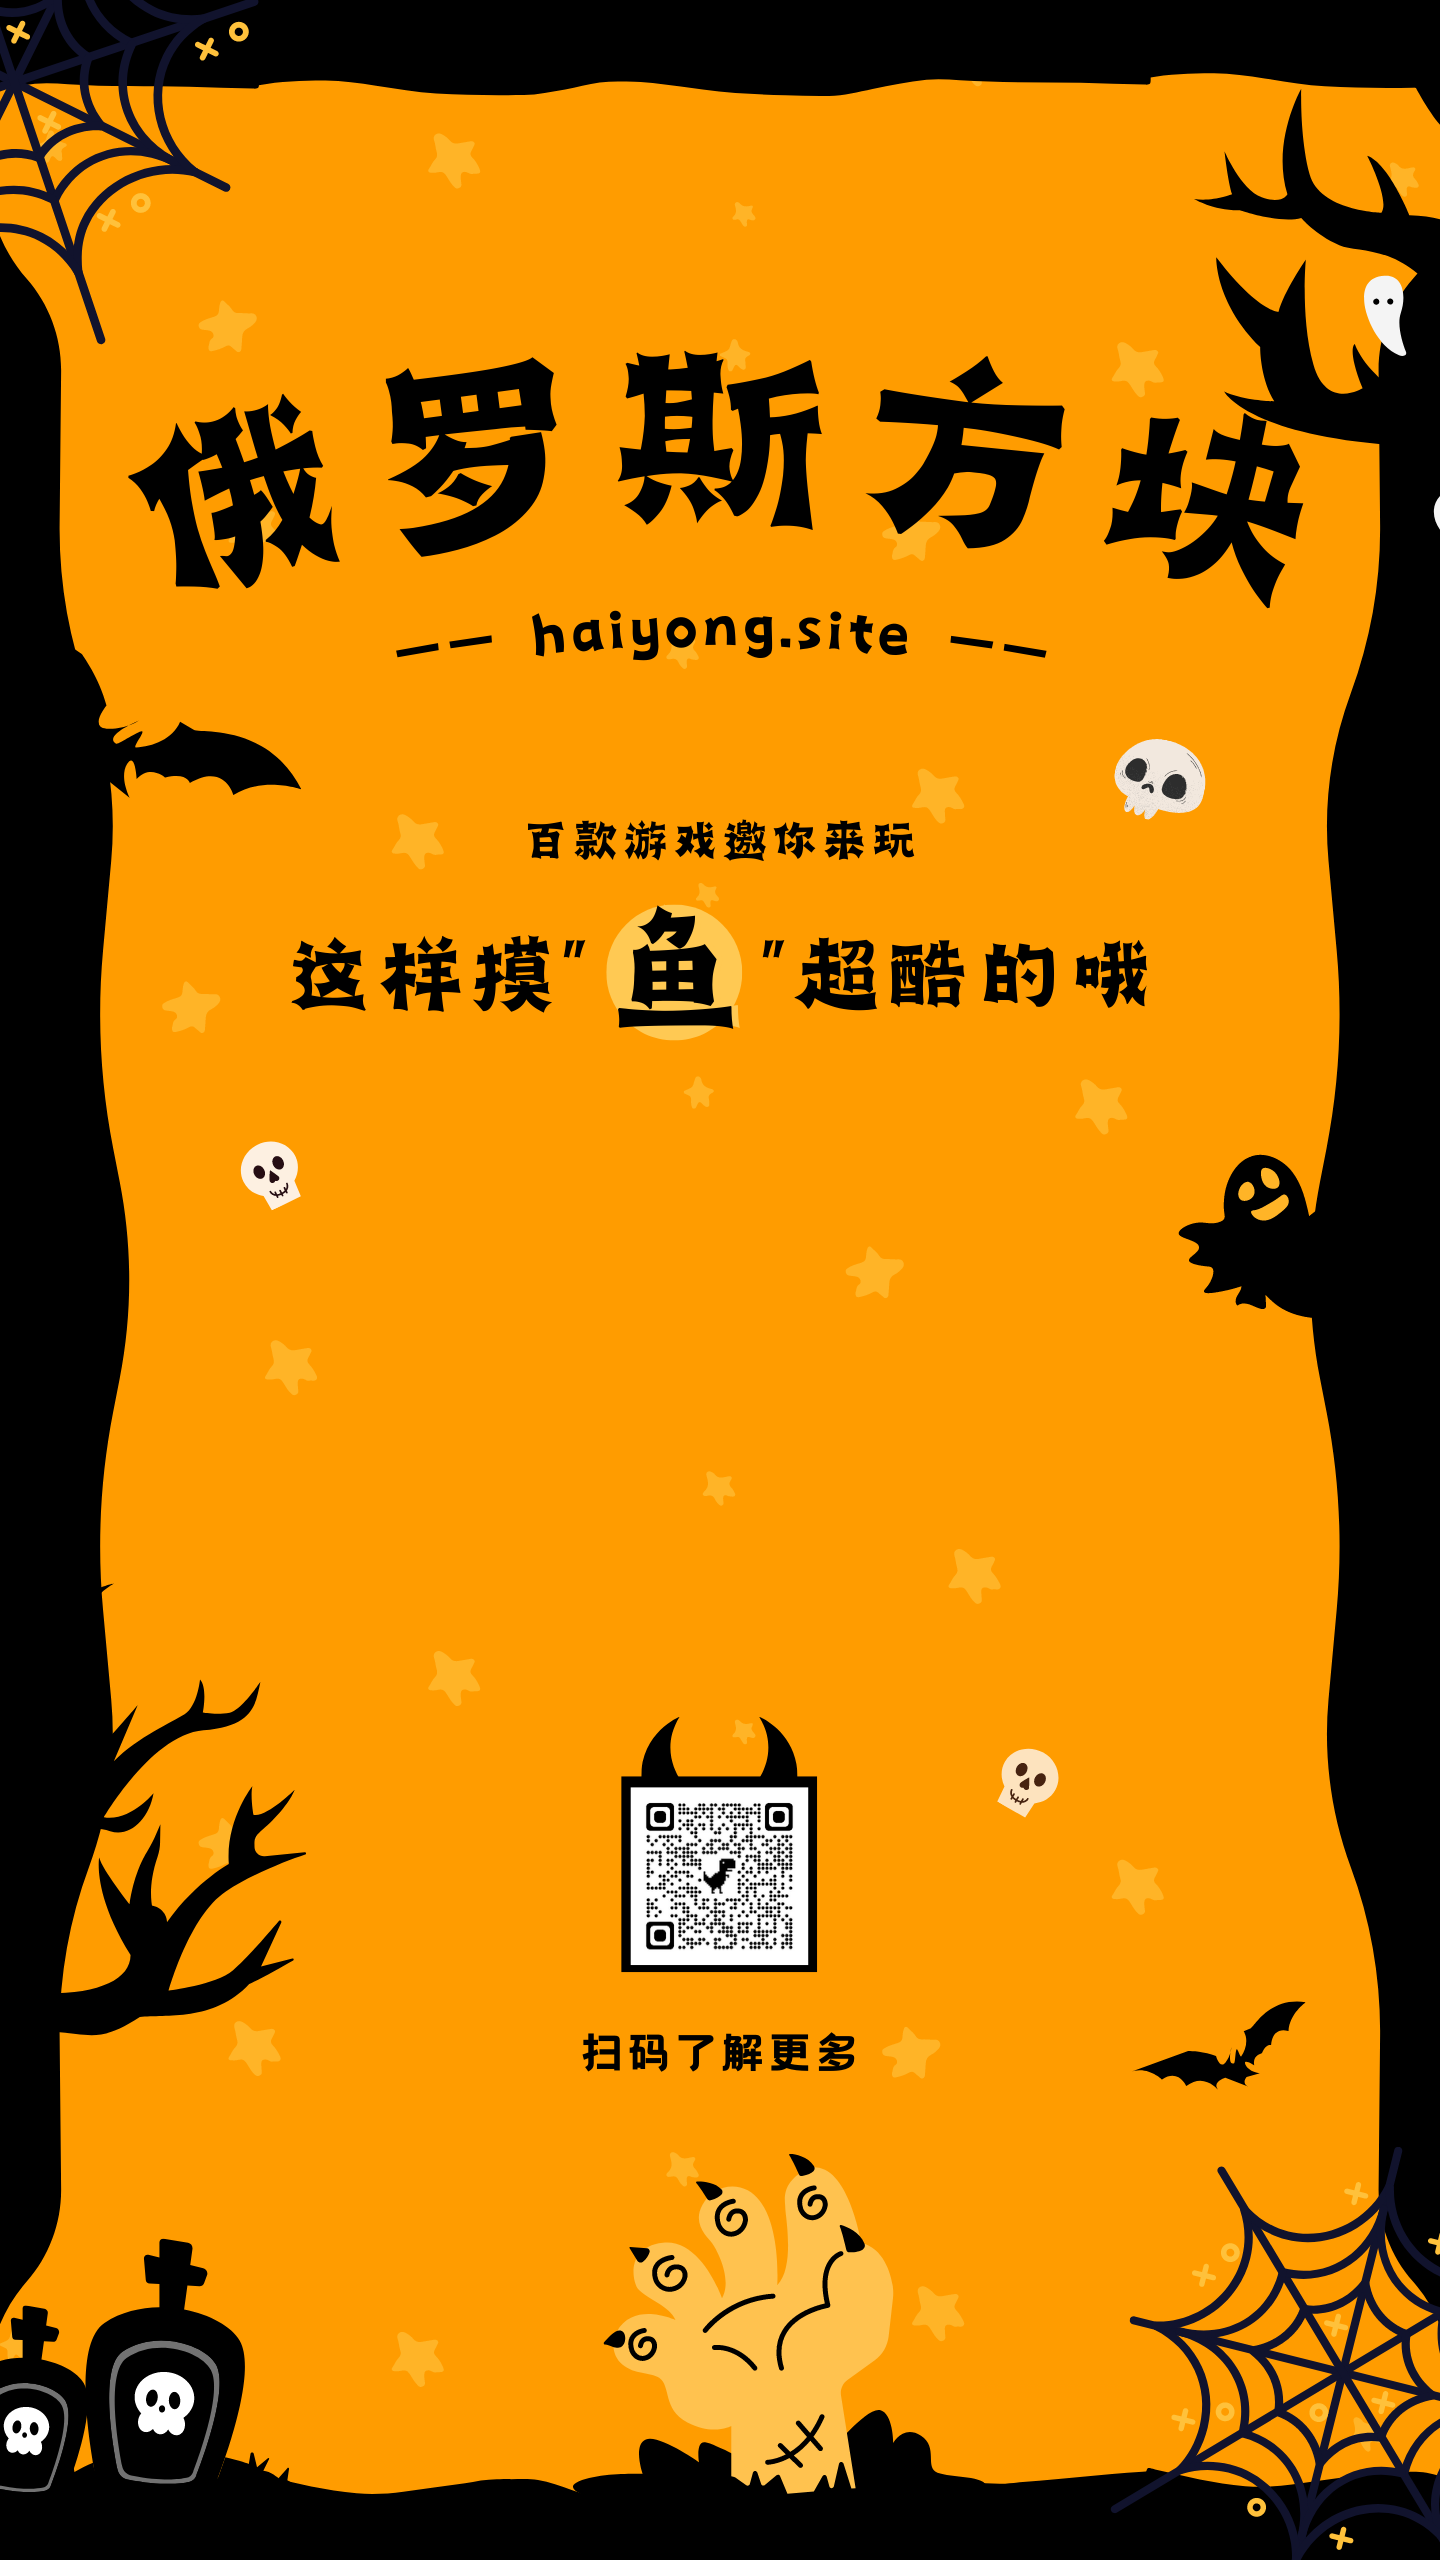 俄罗斯方块
—— haiyong.site ——
百款游戏邀你来玩
这样摸"鱼"超酷的哦
扫码了解更多